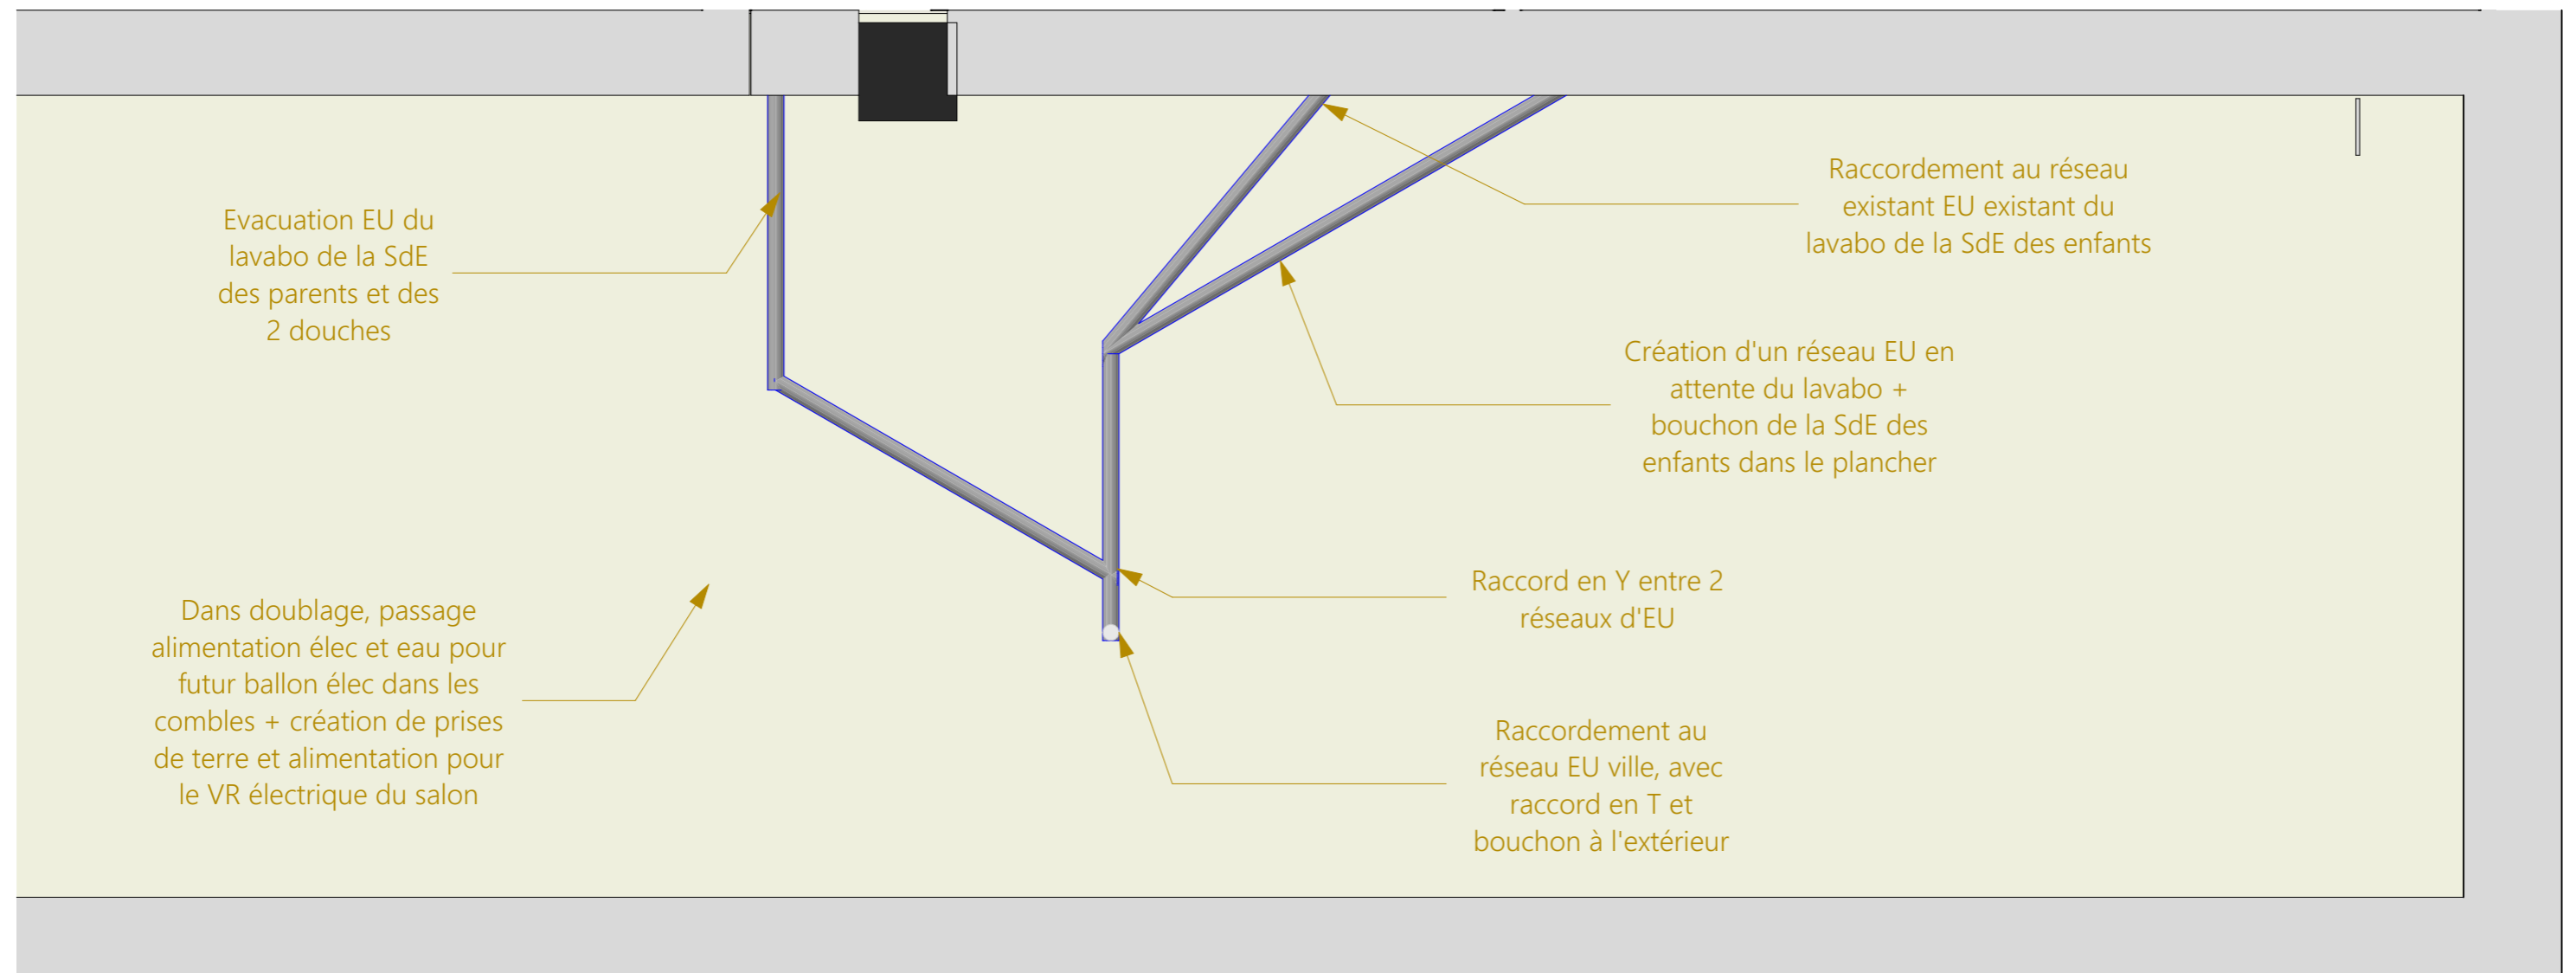 Evacuation EU du
lavabo de la SdE
des parents et des
2 douches
Dans doublage, passage
alimentation élec et eau pour
futur ballon élec dans les
combles + création de prises
de terre et alimentation pour
le VR électrique du salon
Raccordement au réseau
existant EU existant du
lavabo de la SdE des enfants
Création d'un réseau EU en
attente du lavabo +
bouchon de la SdE des
enfants dans le plancher
Raccord en Y entre 2
réseaux d'EU
Raccordement au
réseau EU ville, avec
raccord en T et
bouchon à l'extérieur